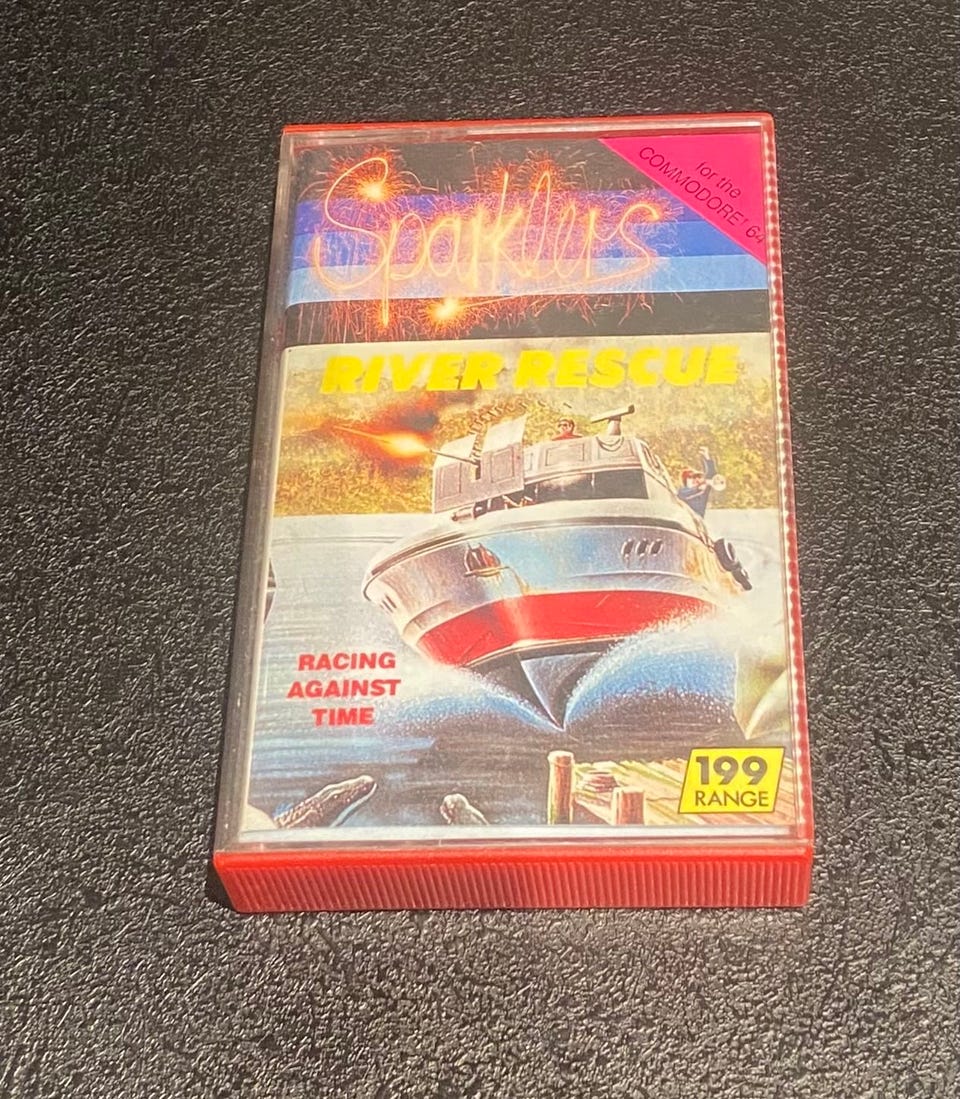 for the
COMMODORE' 64
Sparklers
RIVER RESCUE
RACING
AGAINST
TIME
199
RANGE